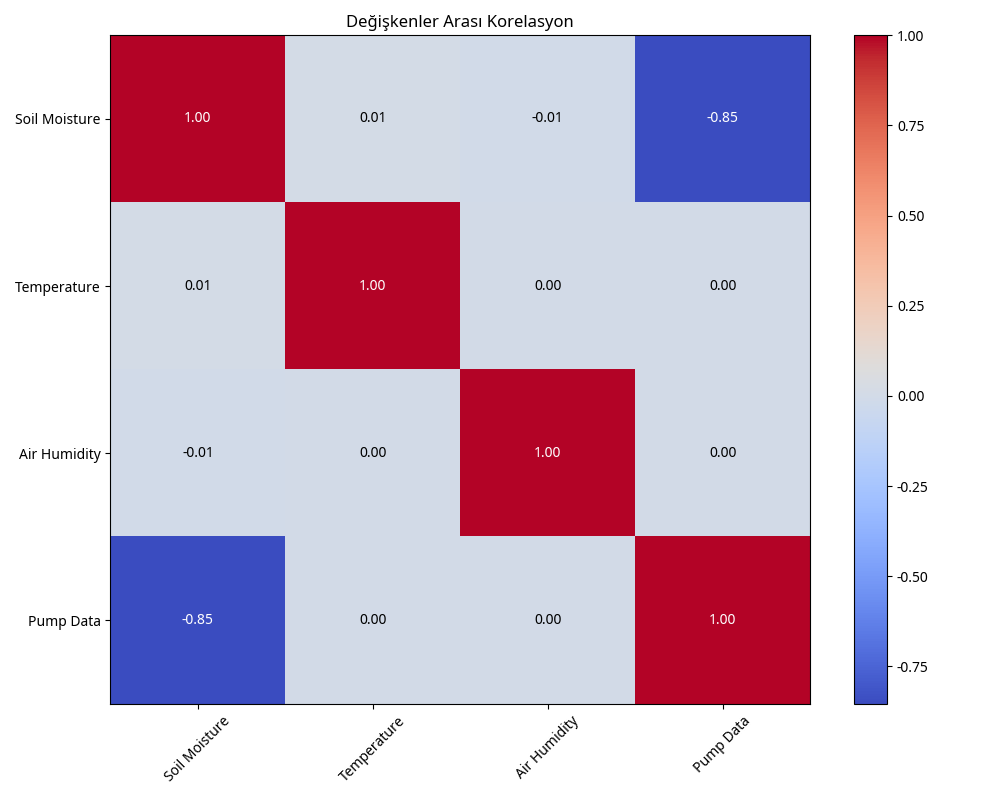 Değişkenler Arası Korelasyon
Soil Moisture
1.00
0.01
-0.01
-0.85
Temperature
0.01
1.00
0.00
0.00
Air Humidity
-0.01
0.00
1.00
0.00
Pump Data
-0.85
0.00
0.00
1.00
Soil Moisture
Temperature
Air Humidity
Pump Data
1.00
0.75
0.50
0.25
0.00
-0.25
-0.50
-0.75